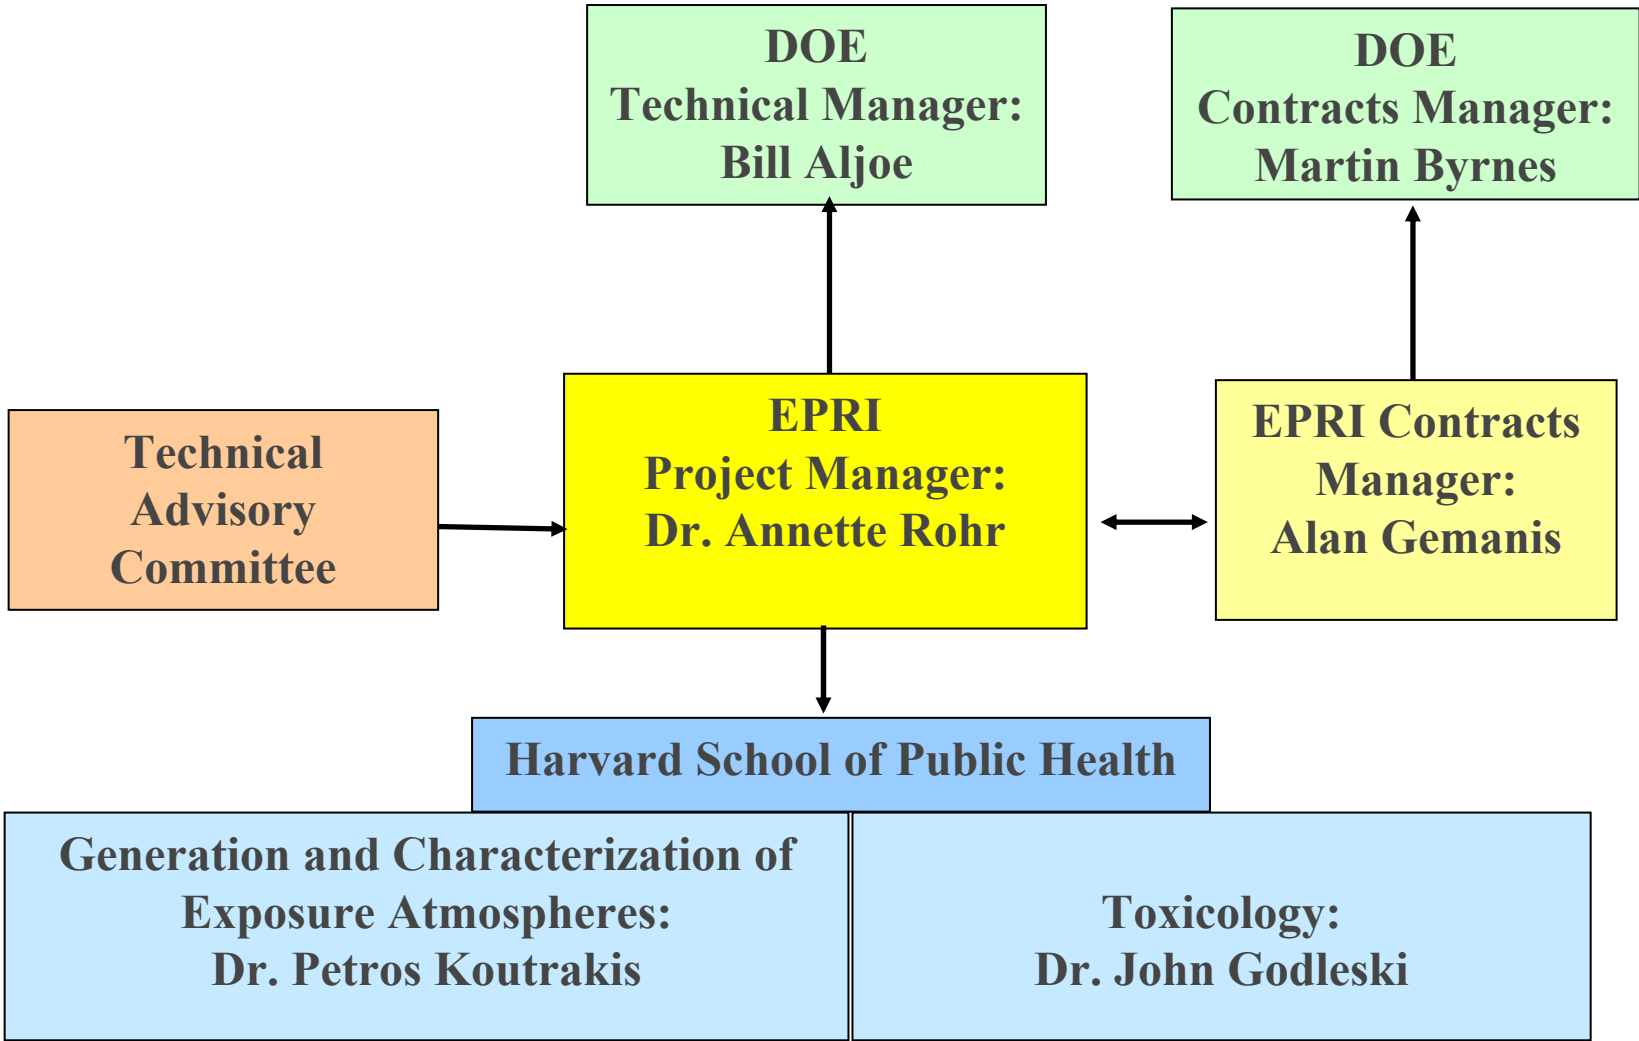 DOE
Technical Manager:
Bill Aljoe
DOE
Contracts Manager:
Martin Byrnes
Technical
Advisory
Committee
EPRI
Project Manager:
Dr. Annette Rohr
EPRI Contracts
Manager:
Alan Gemanis
Harvard School of Public Health
Generation and Characterization of
Exposure Atmospheres:
Dr. Petros Koutrakis
Toxicology:
Dr. John Godleski